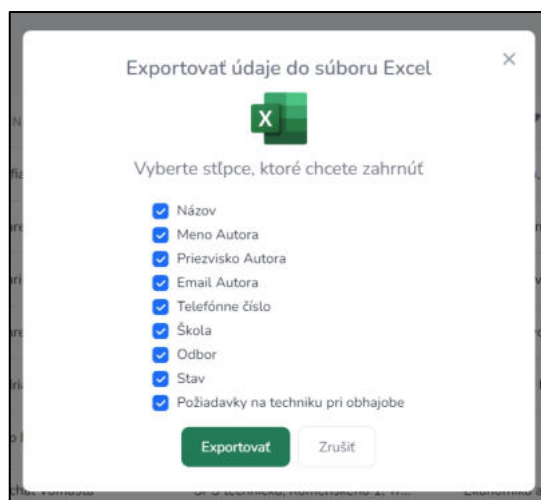 Exportovať údaje do súboru Excel
X
Vyberte stĺpce, ktoré chcete zahrnúť
Názov
Meno Autora
Priezvisko Autora
Email Autora
Telefónne číslo
Škola
Odbor
Stav
Požiadavky na techniku pri obhajobe
Exportovať Zrušiť